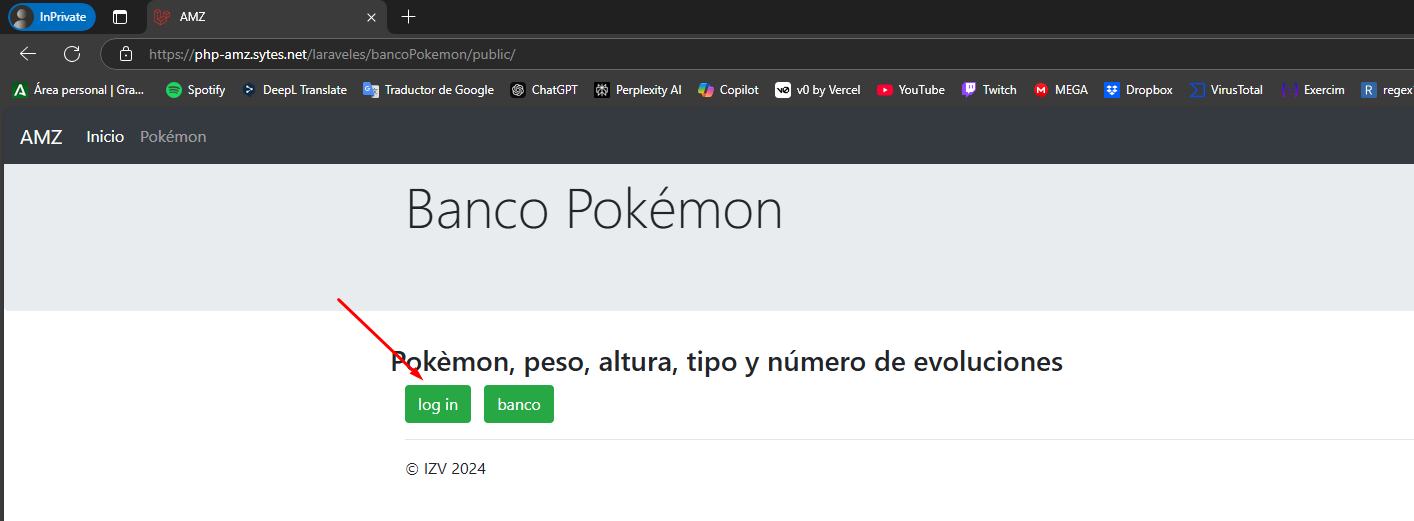 InPrivate AMZ
https://php-amz.sytes.net/laraveles/bancoPokemon/public/
Área personal | Gra... Spotify DeepL Translate Traductor de Google ChatGPT Perplexity AI Copilot v0 by Vercel YouTube Twitch MEGA Dropbox VirusTotal Exercim regex
AMZ Inicio Pokémon
Banco Pokémon
Pokèmon, peso, altura, tipo y número de evoluciones
log in banco
© IZV 2024